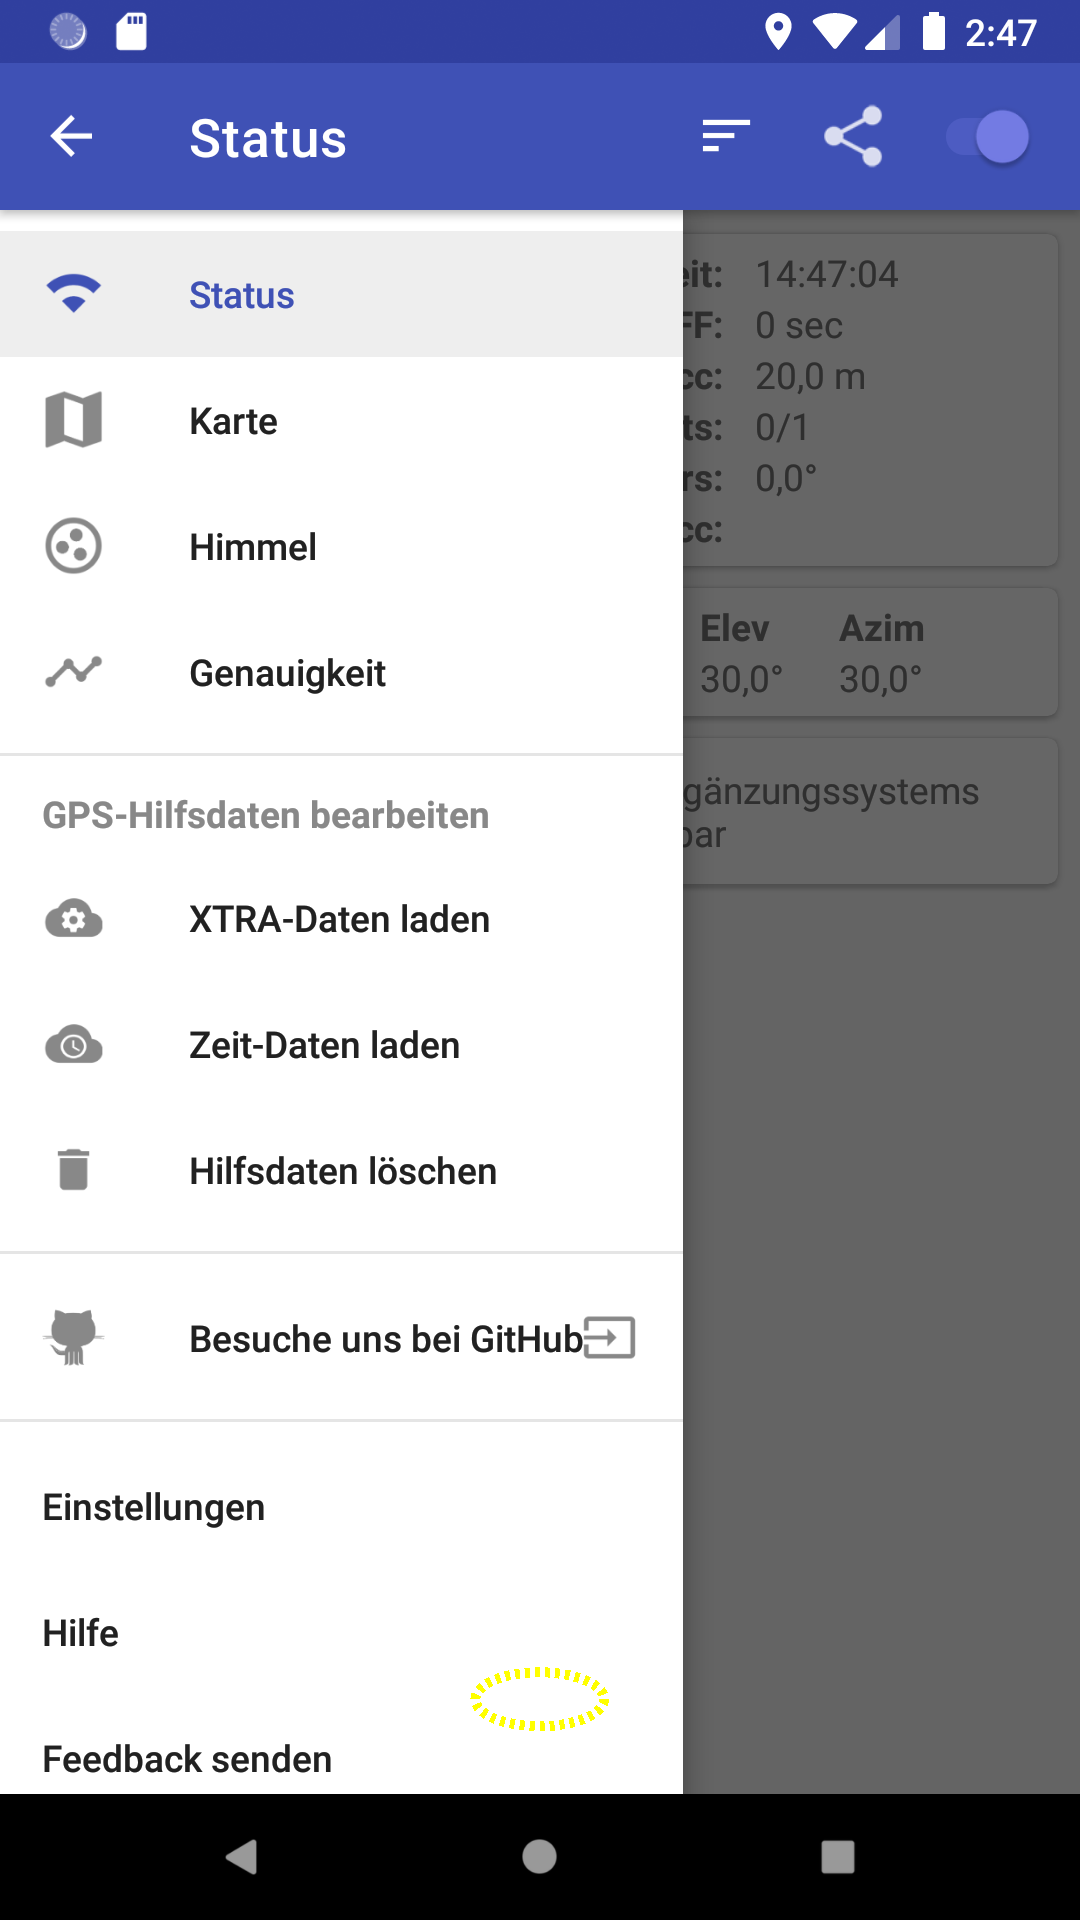 2:47
Status
Status
Karte
Himmel
Genauigkeit
GPS-Hilfsdaten bearbeiten
XTRA-Daten laden
Zeit-Daten laden
Hilfsdaten löschen
Besuche uns bei GitHub
Einstellungen
Hilfe
Feedback senden
eit: 14:47:04
FF: 0 sec
cc: 20,0 m
ts: 0/1
rs: 0,0°
cc:
Elev Azim
30,0° 30,0°
gänzungssystems
bar